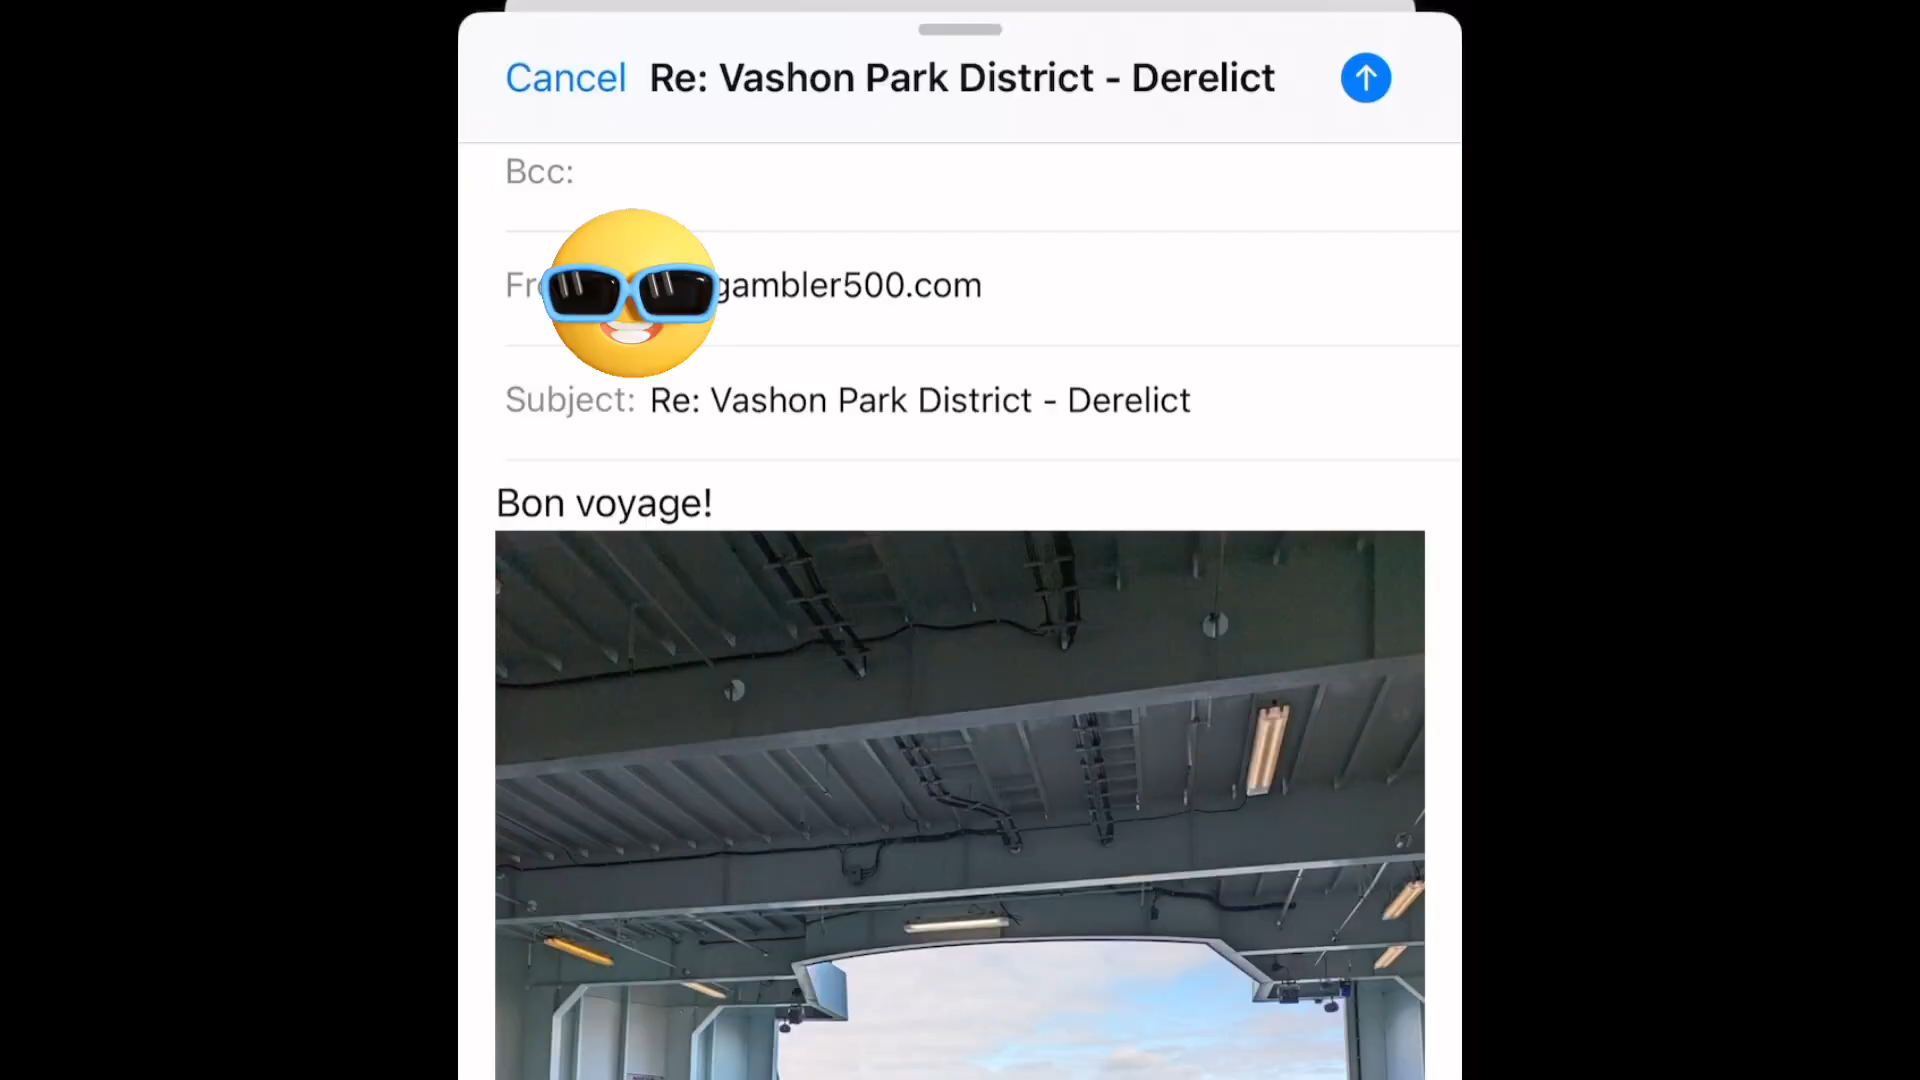 Cancel Re: Vashon Park District - Derelict
Bcc:
gambler500.com
Subject: Re: Vashon Park District - Derelict
Bon voyage!